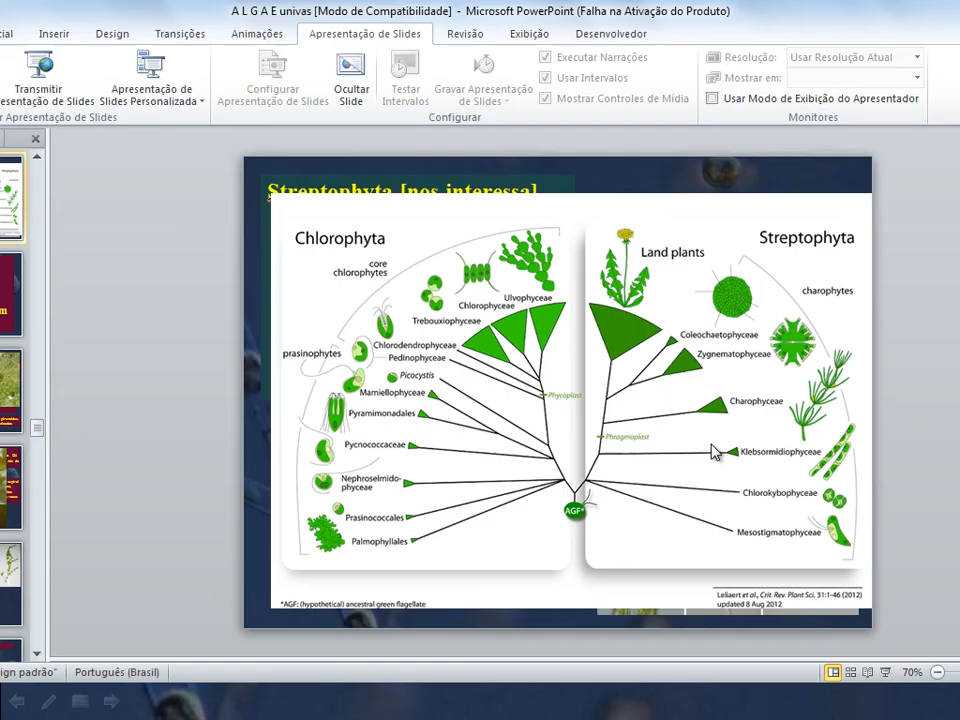 A L G A E univas [Modo de Compatibilidade] - Microsoft PowerPoint (Falha na Ativação do Produto)
Inserir Design Transições Animações Apresentação de Slides Revisão Exibição Desenvolvedor
Transmitir
Apresentação de
Slides Personalizada
Configurar
Apresentação de Slides
Ocultar
Slide
Testar
Intervalos
Gravar Apresentação
de Slides
Executar Narrações
Usar Intervalos
Mostrar Controles de Mídia
Resolução: Usar Resolução Atual
Mostrar em:
Usar Modo de Exibição do Apresentador
Apresentação de Slides
Configurar
Monitores
Streptophyta [nos interessa]
Chlorophyta
core
chlorophytes
Ulvophyceae
Chlorophyceae
Trebouxiophyceae
Chlorodendrophyceae
prasinophytes
Pedinophyceae
Picocystis
Mamiellophyceae
Phycoplast
Pyramimonadales
Pycnococcaceae
Nephroselmido-
phyceae
Prasinococcales
Palmophyllales
AGF*
Streptophyta
Land plants
charophytes
Coleochaetophyceae
Zygnematophyceae
Charophyceae
Phragmoplast
Klebsormidiophyceae
Chlorokybophyceae
Mesostigmatophyceae
*AGF: (hypothetical) ancestral green flagellate
Leliaert et al., Crit. Rev. Plant Sci. 31:1-46 (2012)
updated 8 Aug 2012
Português (Brasil)
70%